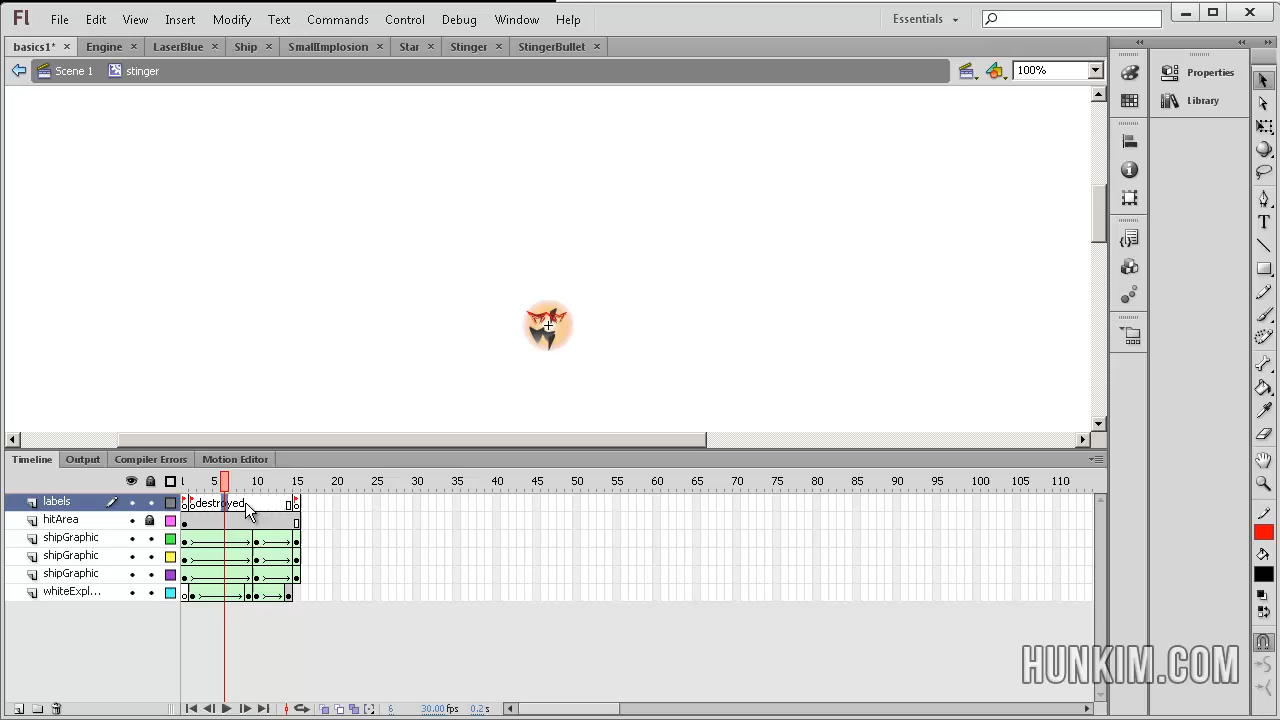 Fl File Edit View Insert Modify Text Commands Control Debug Window Help Essentials
basics1* × Engine × LaserBlue × Ship × SmallImplosion × Star × Stinger × StingerBullet ×
Scene 1 stinger 100%
Properties
Library
Timeline Output Compiler Errors Motion Editor
1 5 10 15 20 25 30 35 40 45 50 55 60 65 70 75 80 85 90 95 100 105 110
labels destroyed
hitArea
shipGraphic
shipGraphic
shipGraphic
whiteExpl...
HUNKIM.COM
6 30.00fps 0.2s